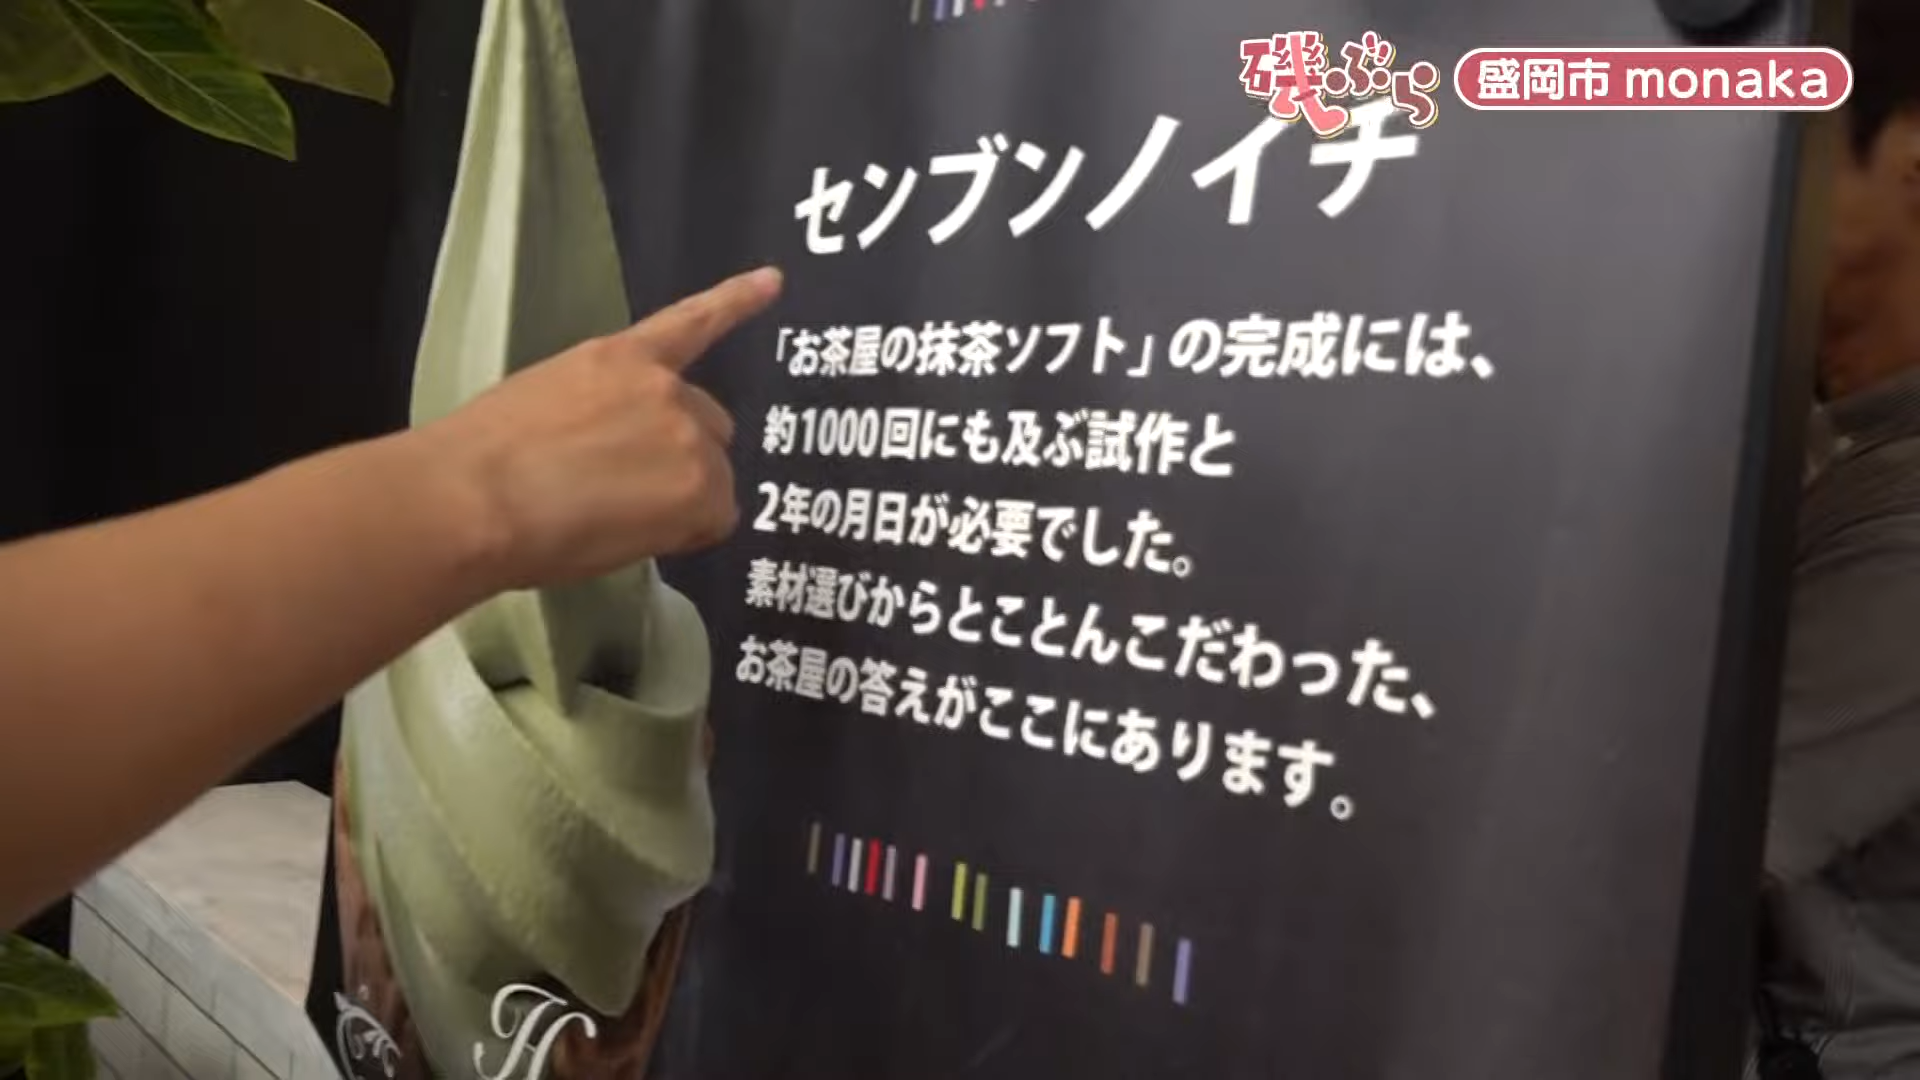 磯ぶら
盛岡市 monaka
センブンノイチ
「お茶屋の抹茶ソフト」の完成には、
約1000回にも及ぶ試作と
2年の月日が必要でした。
素材選びからとことんこだわった、
お茶屋の答えがここにあります。
H